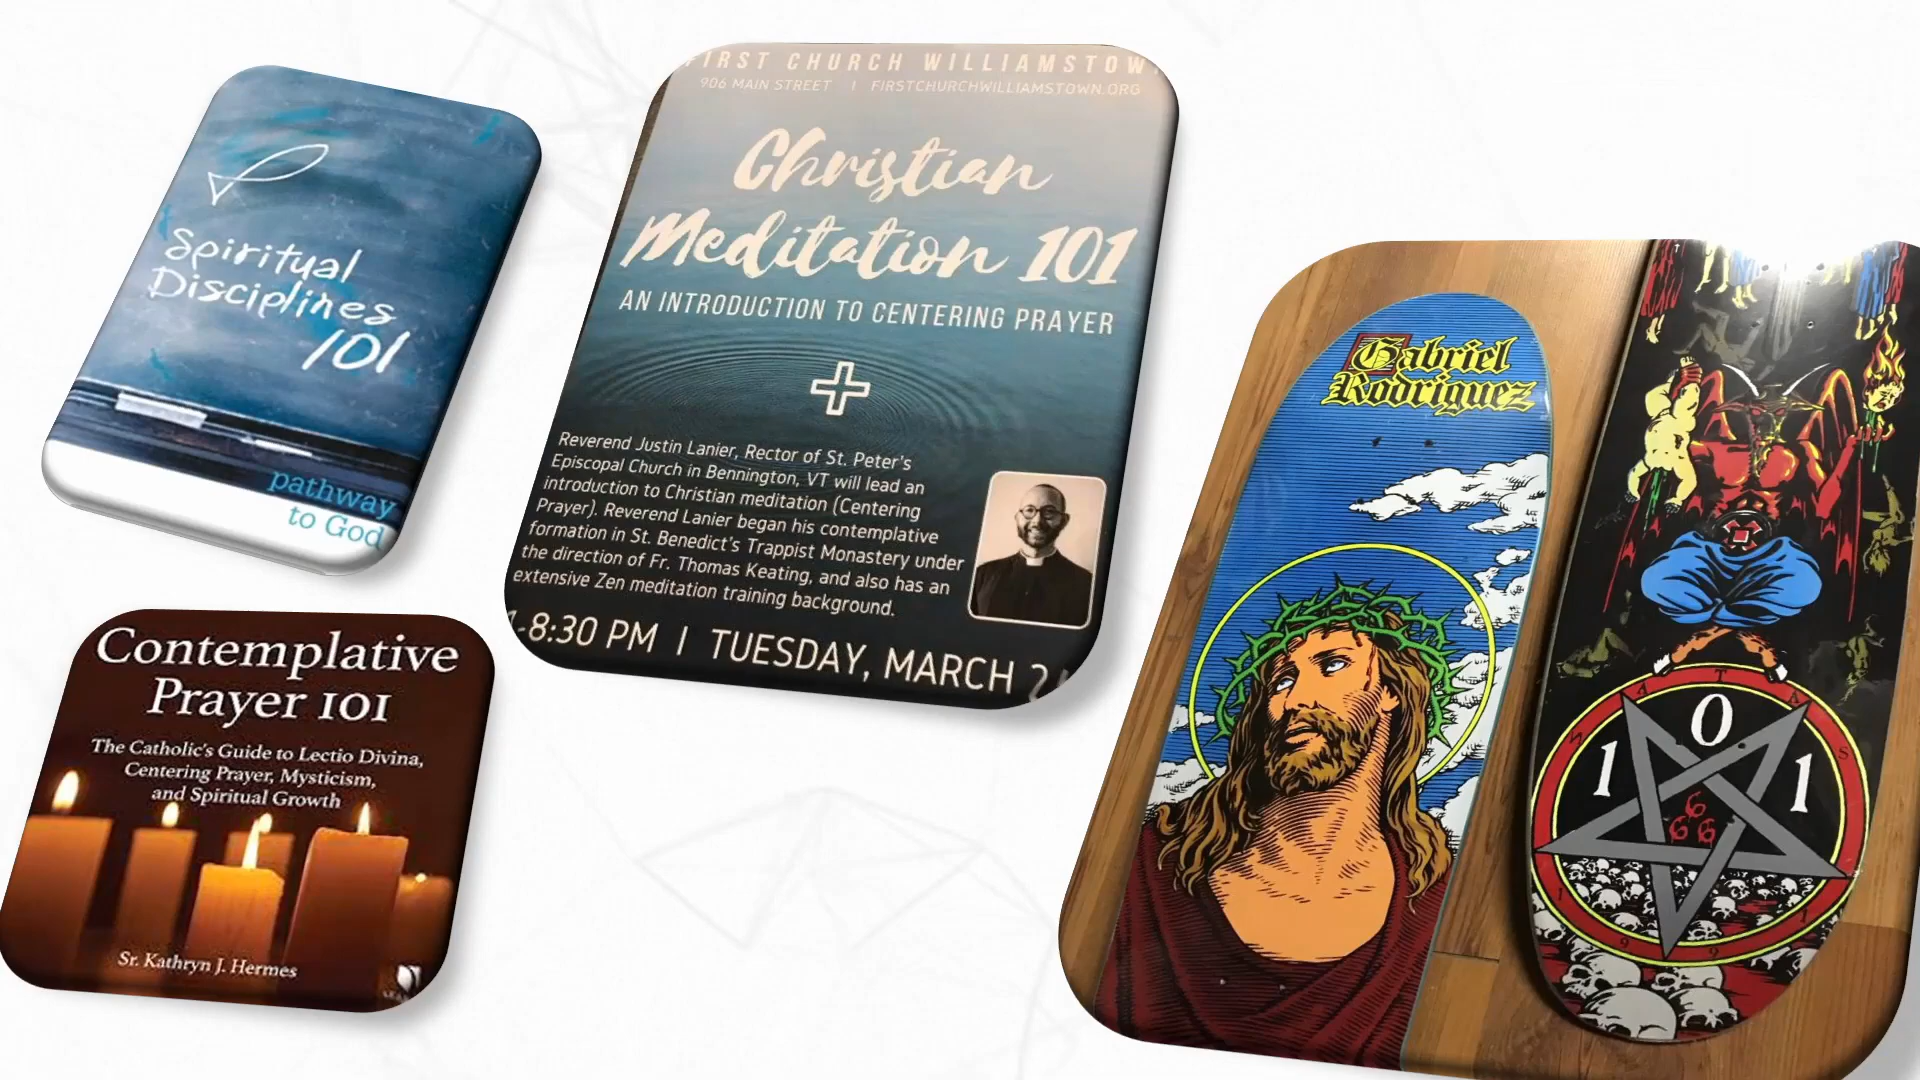 Spiritual
Disciplines
101
pathway
to God
FIRST CHURCH WILLIAMSTOWN
906 MAIN STREET | FIRSTCHURCHWILLIAMSTOWN.ORG
Christian
Meditation 101
AN INTRODUCTION TO CENTERING PRAYER
Reverend Justin Lanier, Rector of St. Peter's
Episcopal Church in Bennington, VT will lead an
introduction to Christian meditation (Centering
Prayer). Reverend Lanier began his contemplative
formation in St. Benedict's Trappist Monastery under
the direction of Fr. Thomas Keating, and also has an
extensive Zen meditation training background.
-8:30 PM | TUESDAY, MARCH
Contemplative
Prayer 101
The Catholic's Guide to Lectio Divina,
Centering Prayer, Mysticism,
and Spiritual Growth
Sr. Kathryn J. Hermes
Gabriel
Rodriguez
1 0 1
666